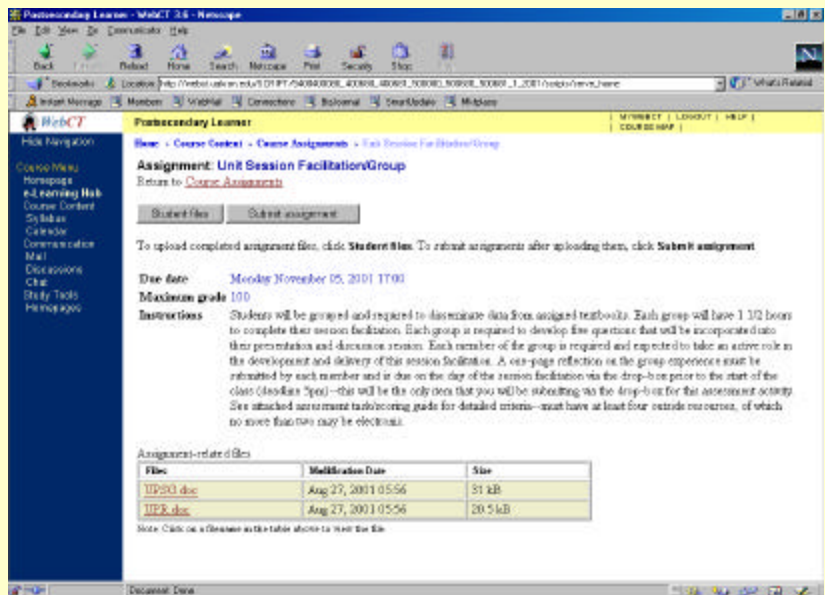 Postsecondary Learner - WebCT 3.6 - Netscape
File Edit View Go Communicator Help
Back Reload Home Search Netscape Print Security Stop
Bookmarks Location: What's Related
Instant Message Members WebMail Connections BizJournal SmartUpdate Mktplace
WebCT Postsecondary Learner | MYWEBCT | LOGOUT | HELP |
| COURSE MAP |
Hide Navigation
Home › Course Content › Course Assignments › Unit Session Facilitation/Group
Course Menu
Homepage
e-Learning Hub
Course Content
Syllabus
Calendar
Communication
Mail
Discussions
Chat
Study Tools
Homepages
Assignment: Unit Session Facilitation/Group
Return to Course Assignments
Student files Submit assignment
To upload completed assignment files, click Student files. To submit assignments after uploading them, click Submit assignment
Due date Monday November 05, 2001 17:00
Maximum grade 100
Instructions Students will be grouped and required to disseminate data from assigned textbooks. Each group will have 1 1/2 hours
to complete their session facilitation. Each group is required to develop five questions that will be incorporated into
their presentation and discussion session. Each member of the group is required and expected to take an active role in
the development and delivery of this session facilitation. A one-page reflection on the group experience must be
submitted by each member and is due on the day of the session facilitation via the drop-box prior to the start of the
class (deadline 5pm)--this will be the only item that you will be submitting via the drop-box for this assessment activity.
See attached assessment task/scoring guide for detailed criteria--must have at least four outside resources, of which
no more than two may be electronic.
Assignment-related files
Files Modification Date Size
UPSG.doc Aug 27, 2001 05:56 31 kB
UPR.doc Aug 27, 2001 05:56 20.5 kB
Note: Click on a filename in the table above to view the file.
Document: Done